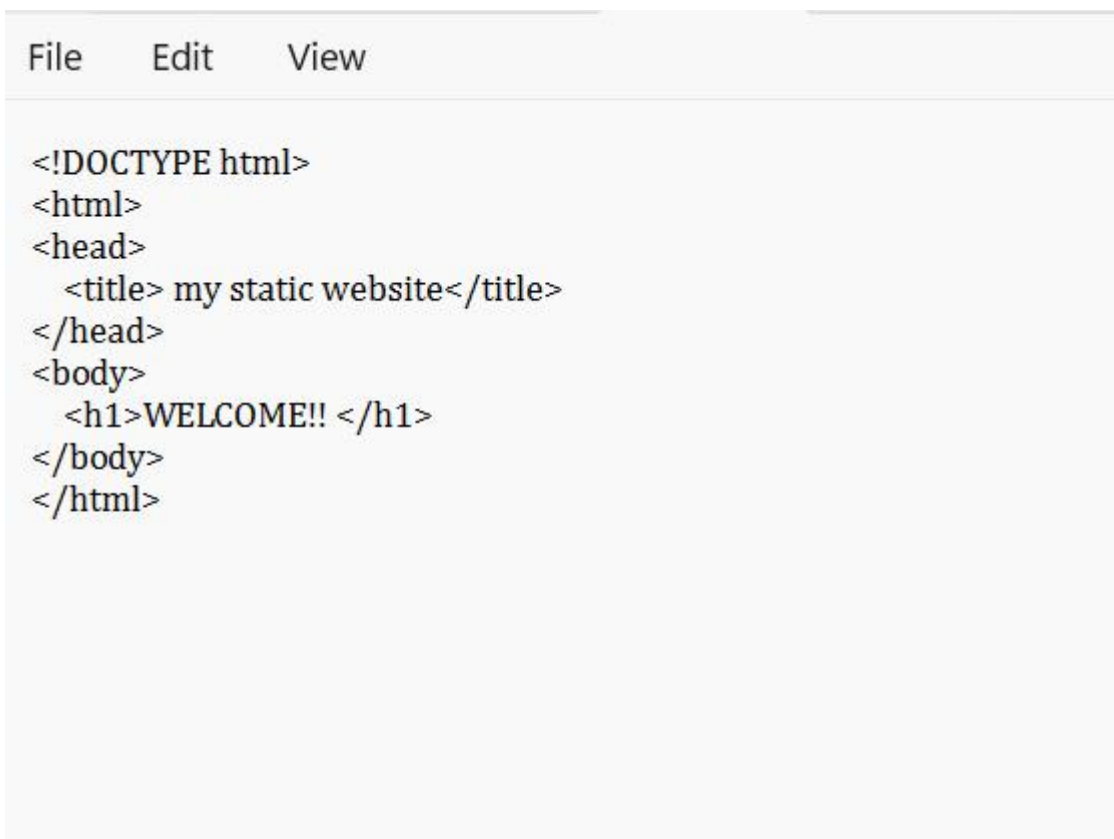 File Edit View
<!DOCTYPE html>
<html>
<head>
<title> my static website</title>
</head>
<body>
<h1>WELCOME!! </h1>
</body>
</html>